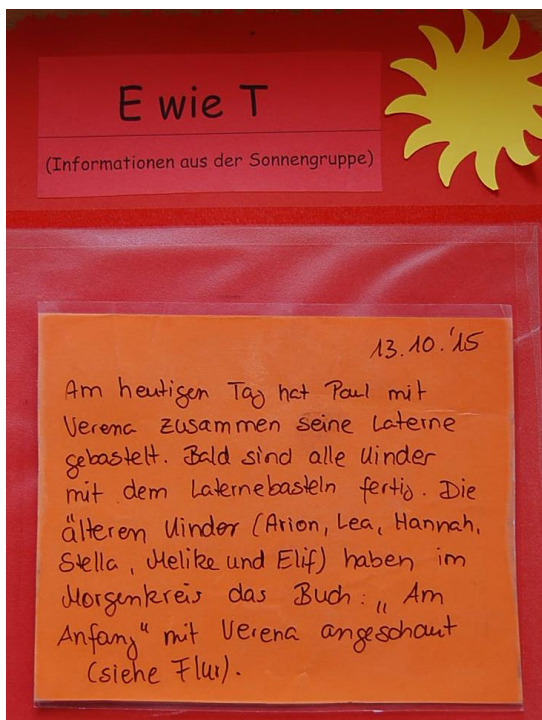 E wie T
(Informationen aus der Sonnengruppe)
13.10.'15
Am heutigen Tag hat Paul mit
Verena zusammen seine Laterne
gebastelt. Bald sind alle Kinder
mit dem Laternebasteln fertig. Die
älteren Kinder (Arion, Lea, Hannah,
Stella, Melike und Elif) haben im
Morgenkreis das Buch: „Am
Anfang" mit Verena angeschaut
(siehe Flur).